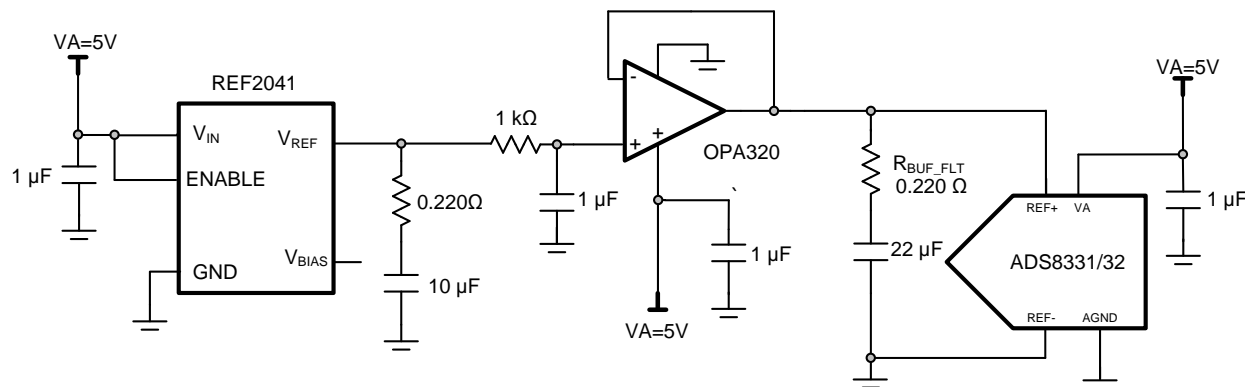 VA=5V
REF2041
VIN
ENABLE
GND
VREF
VBIAS
1 µF
0.220Ω
10 µF
1 kΩ
1 µF
-
+
+
OPA320
`
1 µF
VA=5V
RBUF_FLT
0.220 Ω
22 µF
VA=5V
REF+
VA
ADS8331/32
REF-
AGND
1 µF